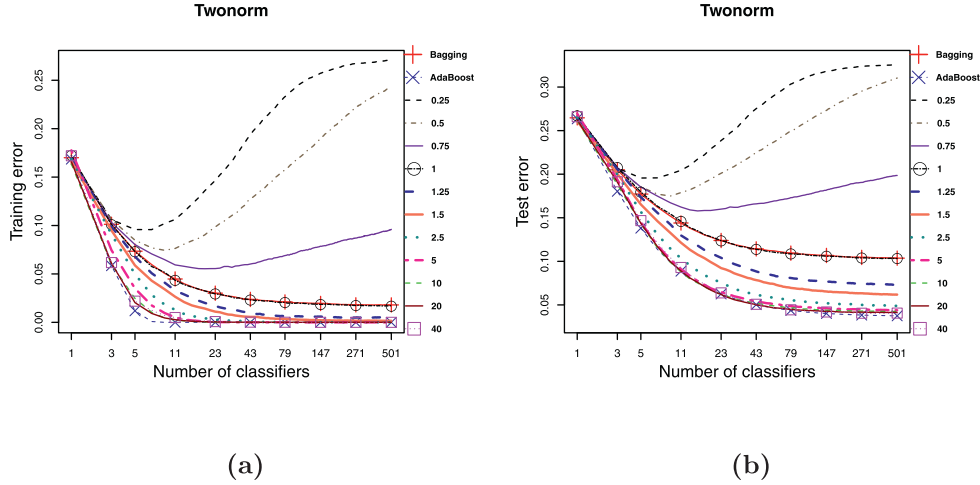 Twonorm
Training error
0.25
0.20
0.15
0.10
0.05
0.00
1 3 5 11 23 43 79 147 271 501
Number of classifiers
Bagging
AdaBoost
0.25
0.5
0.75
1
1.25
1.5
2.5
5
10
20
40
(a)
Twonorm
Test error
0.30
0.25
0.20
0.15
0.10
0.05
1 3 5 11 23 43 79 147 271 501
Number of classifiers
Bagging
AdaBoost
0.25
0.5
0.75
1
1.25
1.5
2.5
5
10
20
40
(b)